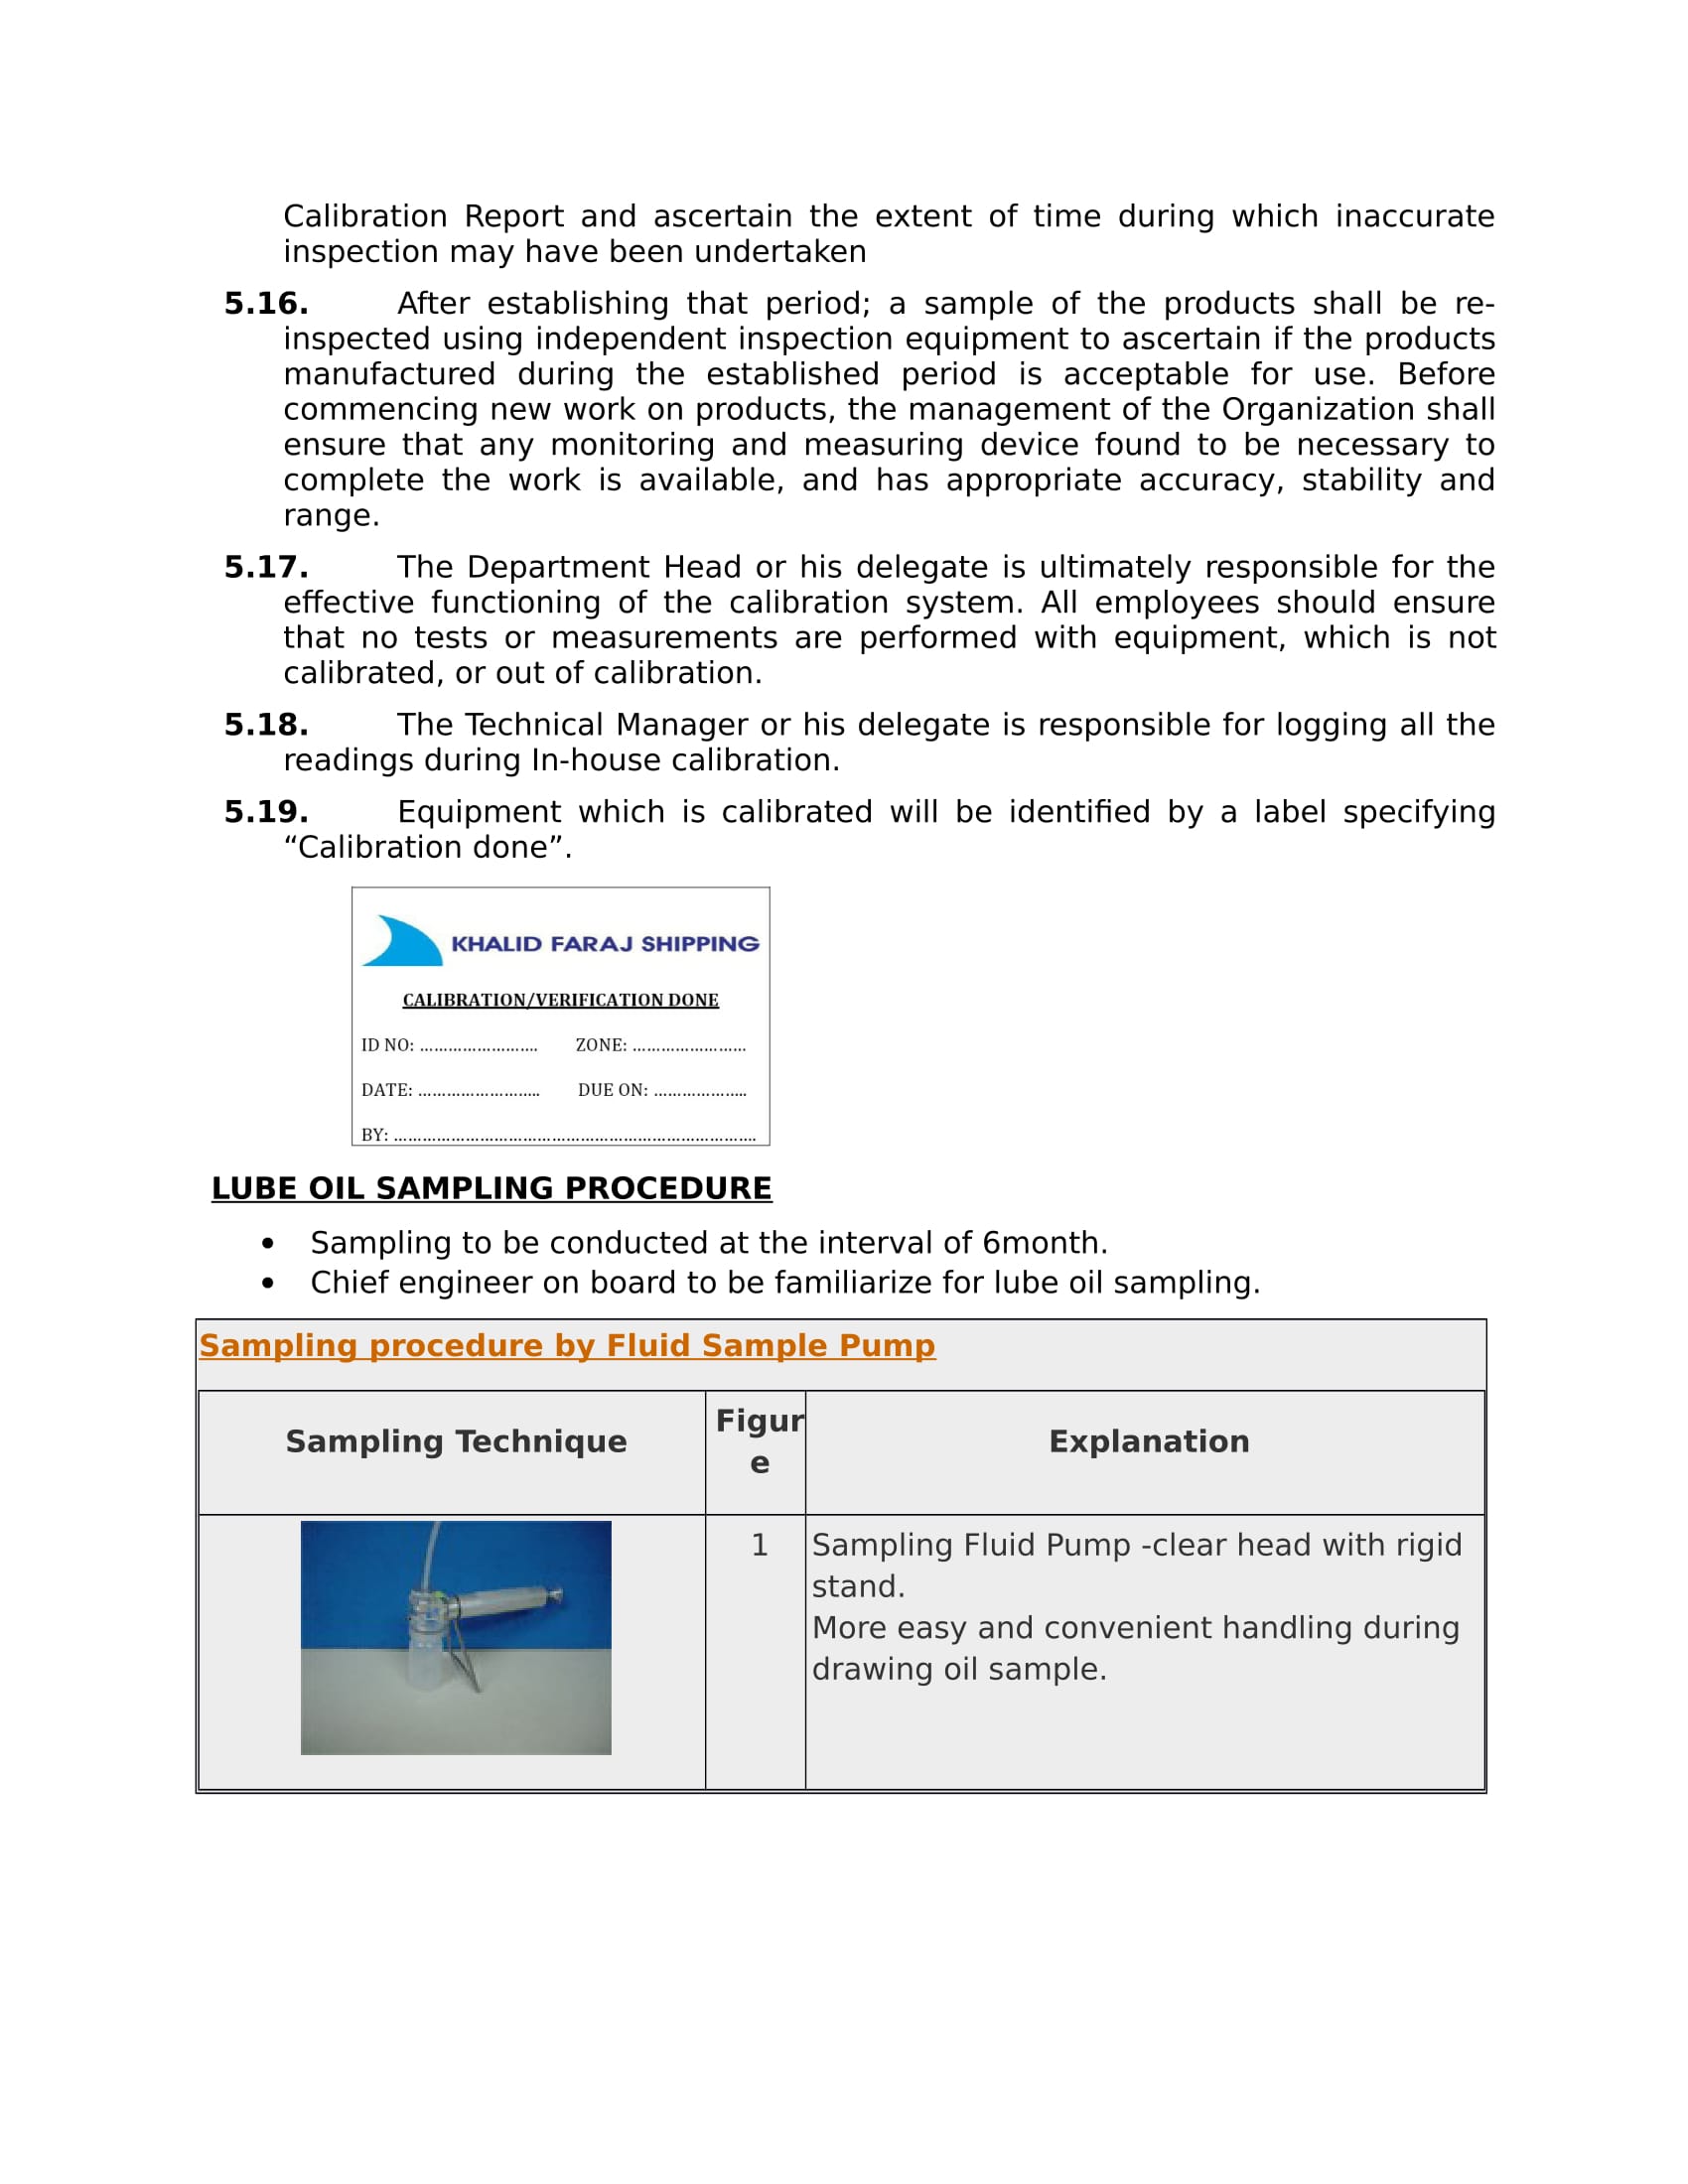 Calibration Report and ascertain the extent of time during which inaccurate
inspection may have been undertaken
5.16. After establishing that period; a sample of the products shall be re-
inspected using independent inspection equipment to ascertain if the products
manufactured during the established period is acceptable for use. Before
commencing new work on products, the management of the Organization shall
ensure that any monitoring and measuring device found to be necessary to
complete the work is available, and has appropriate accuracy, stability and
range.
5.17. The Department Head or his delegate is ultimately responsible for the
effective functioning of the calibration system. All employees should ensure
that no tests or measurements are performed with equipment, which is not
calibrated, or out of calibration.
5.18. The Technical Manager or his delegate is responsible for logging all the
readings during In-house calibration.
5.19. Equipment which is calibrated will be identified by a label specifying
“Calibration done”.
KHALID FARAJ SHIPPING
CALIBRATION/VERIFICATION DONE
ID NO: ........................ ZONE: ........................
DATE: ........................ DUE ON: ....................
BY: ............................................................................
LUBE OIL SAMPLING PROCEDURE
• Sampling to be conducted at the interval of 6month.
• Chief engineer on board to be familiarize for lube oil sampling.
Sampling procedure by Fluid Sample Pump
Sampling Technique
Figur
e
Explanation
1
Sampling Fluid Pump -clear head with rigid
stand.
More easy and convenient handling during
drawing oil sample.